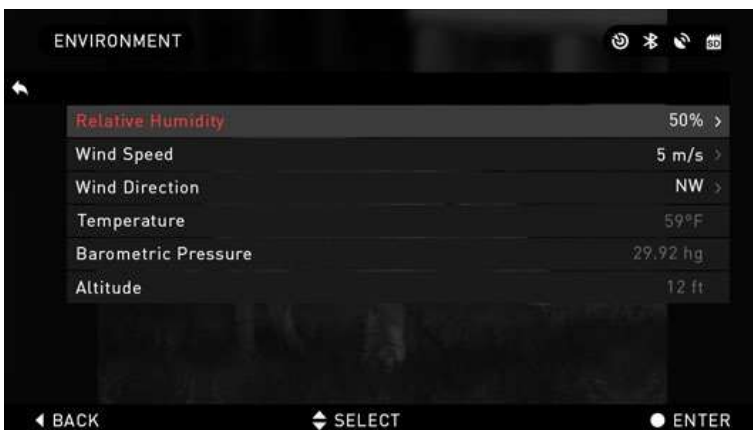 ENVIRONMENT
SD
Relative Humidity 50% >
Wind Speed 5 m/s >
Wind Direction NW >
Temperature 59°F
Barometric Pressure 29.92 hg
Altitude 12 ft
BACK SELECT ENTER